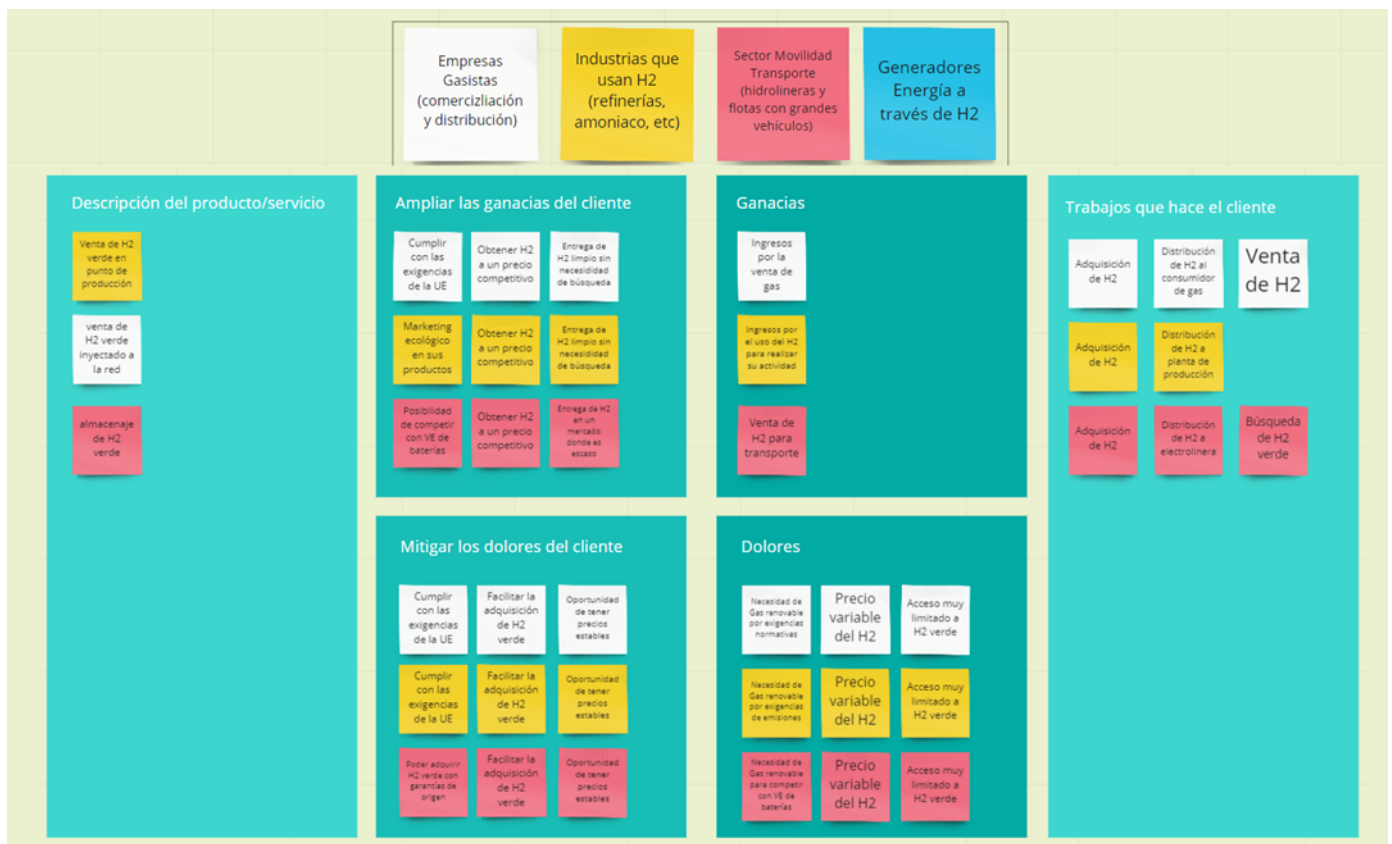 Empresas
Gasistas
(comercizliación
y distribución)
Industrias que
usan H2
(refinerías,
amoniaco, etc)
Sector Movilidad
Transporte
(hidrolineras y
flotas con grandes
vehículos)
Generadores
Energía a
través de H2
Descripción del producto/servicio
Venta de H2
verde en
punto de
producción
venta de
H2 verde
inyectado a
la red
almacenaje
de H2
verde
Ampliar las ganacias del cliente
Cumplir
con las
exigencias
de la UE
Obtener H2
a un precio
competitivo
Entrega de
H2 limpio sin
necesididad
de búsqueda
Marketing
ecológico
en sus
productos
Obtener H2
a un precio
competitivo
Entrega de
H2 limpio sin
necesididad
de búsqueda
Posibilidad
de competir
con VE de
baterías
Obtener H2
a un precio
competitivo
Entrega de H2
en un
mercado
donde es
escaso
Ganacias
Ingresos
por la
venta de
gas
Ingresos por
el uso del H2
para realizar
su actividad
Venta de
H2 para
transporte
Trabajos que hace el cliente
Adquisición
de H2
Distribución
de H2 al
consumidor
de gas
Venta
de H2
Adquisición
de H2
Distribución
de H2 a
planta de
producción
Adquisición
de H2
Distribución
de H2 a
electrolinera
Búsqueda
de H2
verde
Mitigar los dolores del cliente
Cumplir
con las
exigencias
de la UE
Facilitar la
adquisición
de H2
verde
Oportunidad
de tener
precios
estables
Cumplir
con las
exigencias
de la UE
Facilitar la
adquisición
de H2
verde
Oportunidad
de tener
precios
estables
Poder adquirir
H2 verde con
garantías de
origen
Facilitar la
adquisición
de H2
verde
Oportunidad
de tener
precios
estables
Dolores
Necesidad de
Gas renovable
por exigencias
normativas
Precio
variable
del H2
Acceso muy
limitado a
H2 verde
Necesidad de
Gas renovable
por exigencias
de emisiones
Precio
variable
del H2
Acceso muy
limitado a
H2 verde
Necesidad de
Gas renovable
para competir
con VE de
baterías
Precio
variable
del H2
Acceso muy
limitado a
H2 verde